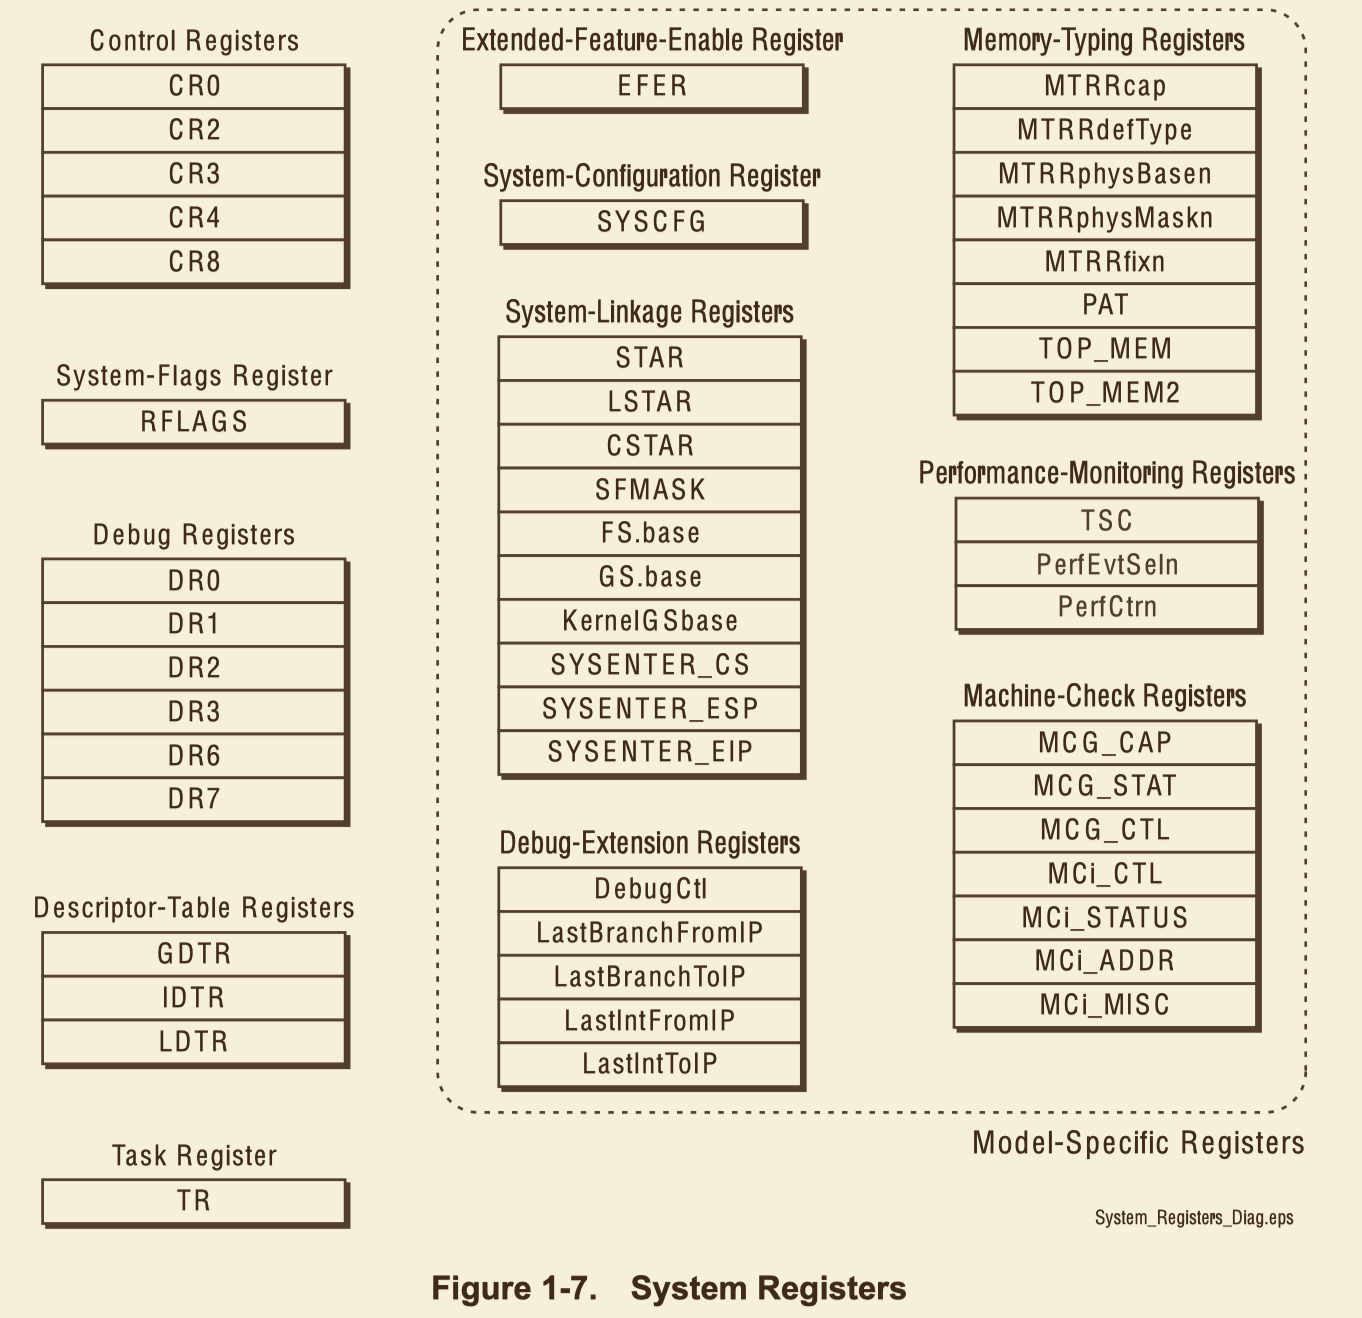 Control Registers
CR0
CR2
CR3
CR4
CR8
System-Flags Register
RFLAGS
Debug Registers
DR0
DR1
DR2
DR3
DR6
DR7
Descriptor-Table Registers
GDTR
IDTR
LDTR
Task Register
TR
Extended-Feature-Enable Register
EFER
System-Configuration Register
SYSCFG
System-Linkage Registers
STAR
LSTAR
CSTAR
SFMASK
FS.base
GS.base
KernelGSbase
SYSENTER_CS
SYSENTER_ESP
SYSENTER_EIP
Debug-Extension Registers
DebugCtl
LastBranchFromIP
LastBranchToIP
LastIntFromIP
LastIntToIP
Memory-Typing Registers
MTRRcap
MTRRdefType
MTRRphysBasen
MTRRphysMaskn
MTRRfixn
PAT
TOP_MEM
TOP_MEM2
Performance-Monitoring Registers
TSC
PerfEvtSeln
PerfCtrn
Machine-Check Registers
MCG_CAP
MCG_STAT
MCG_CTL
MCi_CTL
MCi_STATUS
MCi_ADDR
MCi_MISC
Model-Specific Registers
System_Registers_Diag.eps
Figure 1-7. System Registers